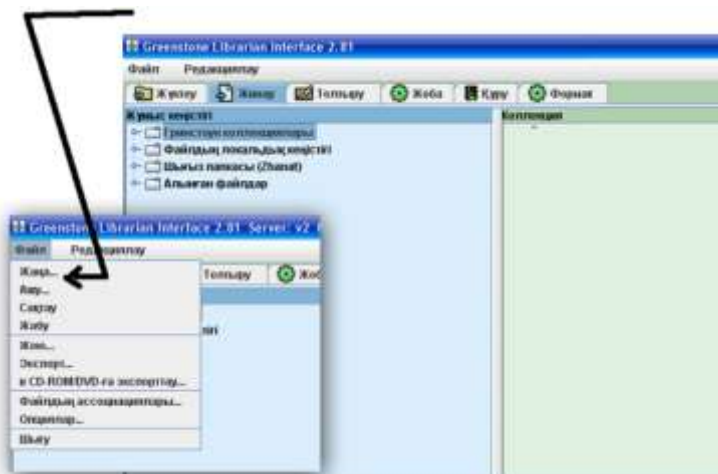 Greenstone Librarian Interface 2.81
Файл Редакциялау
Жүктеу Жинау Толтыру Жоба Құру Формат
Жұмыс кеңістігі Коллекция
Гринстоун коллекциялары
Файлдың локальдық кеңістігі
Шығыс папкасы (Zhanat)
Алынған файлдар
Greenstone Librarian Interface 2.81 Server: v2
Файл Редакциялау
Жаңа... Толтыру Жоб
Ашу...
Сақтау
Жабу
Жою...
Экспорт...
в CD-ROM/DVD-ға экспорттау...
Файлдың ассоциациялары...
Опциялар...
Шығу